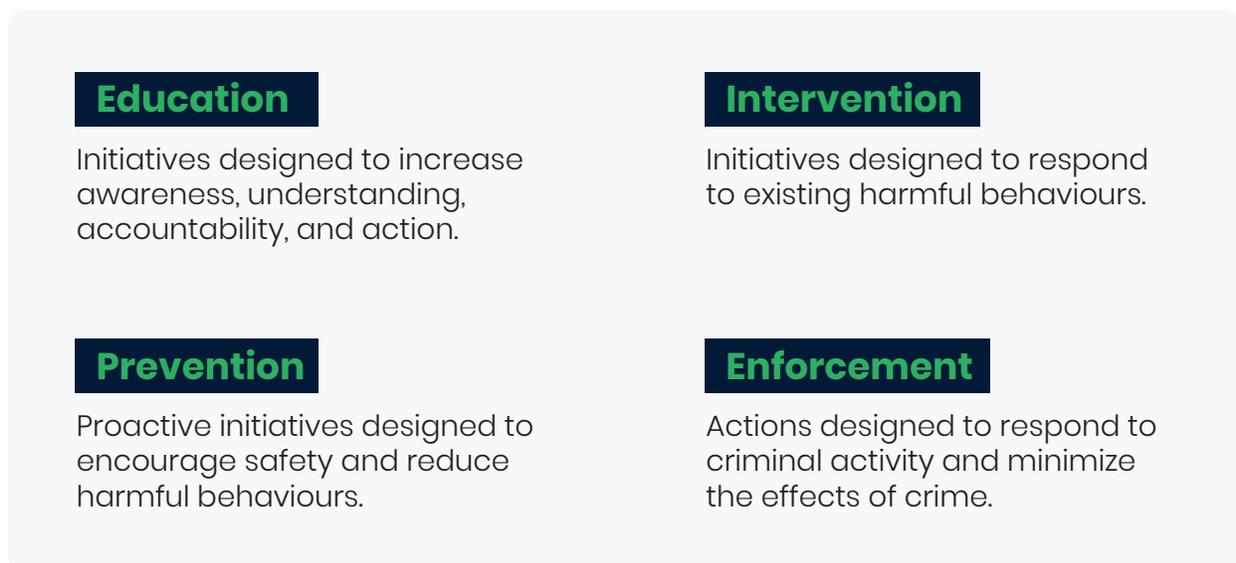 Education
Initiatives designed to increase
awareness, understanding,
accountability, and action.
Intervention
Initiatives designed to respond
to existing harmful behaviours.
Prevention
Proactive initiatives designed to
encourage safety and reduce
harmful behaviours.
Enforcement
Actions designed to respond to
criminal activity and minimize
the effects of crime.